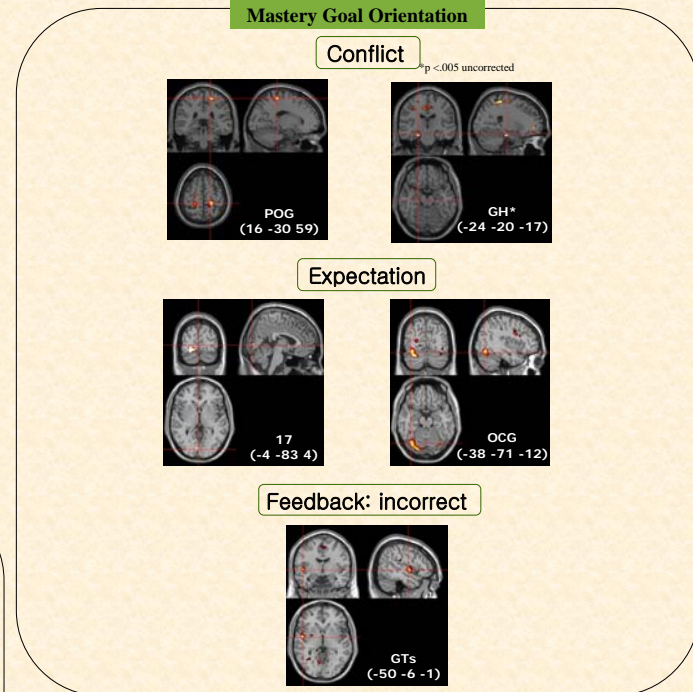 Mastery Goal Orientation
Conflict
*p <.005 uncorrected
POG
(16 -30 59)
GH*
(-24 -20 -17)
Expectation
17
(-4 -83 4)
OCG
(-38 -71 -12)
Feedback: incorrect
GTs
(-50 -6 -1)